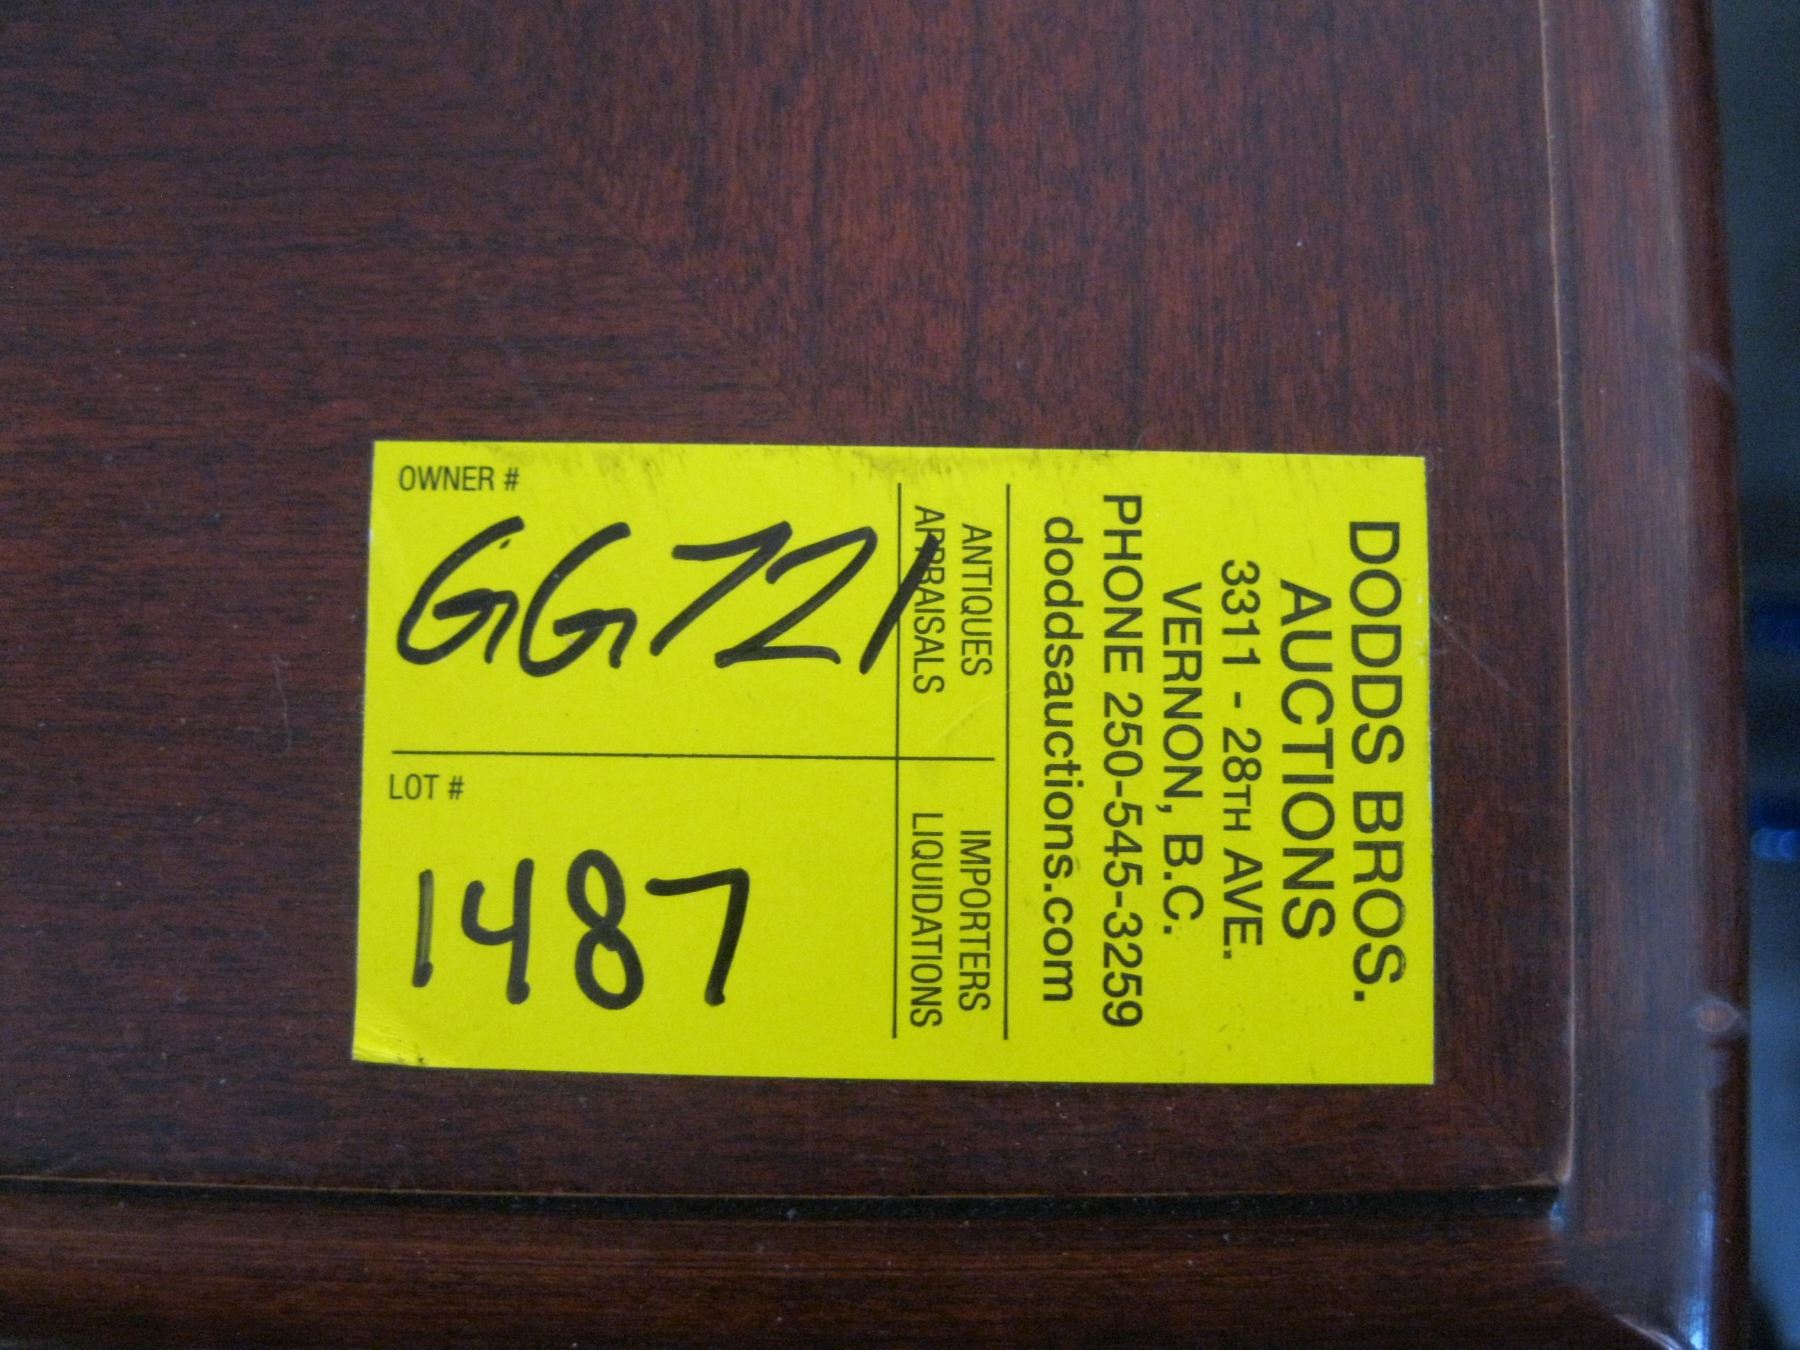 OWNER #
GG721
LOT #
1487
DODDS BROS.
AUCTIONS
3311 - 28TH AVE.
VERNON, B.C.
PHONE 250-545-3259
doddsauctions.com
ANTIQUES IMPORTERS
APPRAISALS LIQUIDATIONS